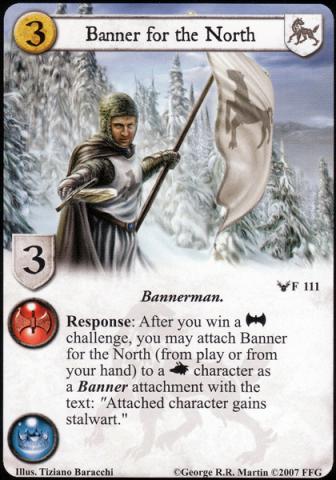 3
Banner for the North
3
F 111
Bannerman.
Response: After you win a
challenge, you may attach Banner
for the North (from play or from
your hand) to a character as
a Banner attachment with the
text: "Attached character gains
stalwart."
Illus. Tiziano Baracchi ©George R.R. Martin ©2007 FFG